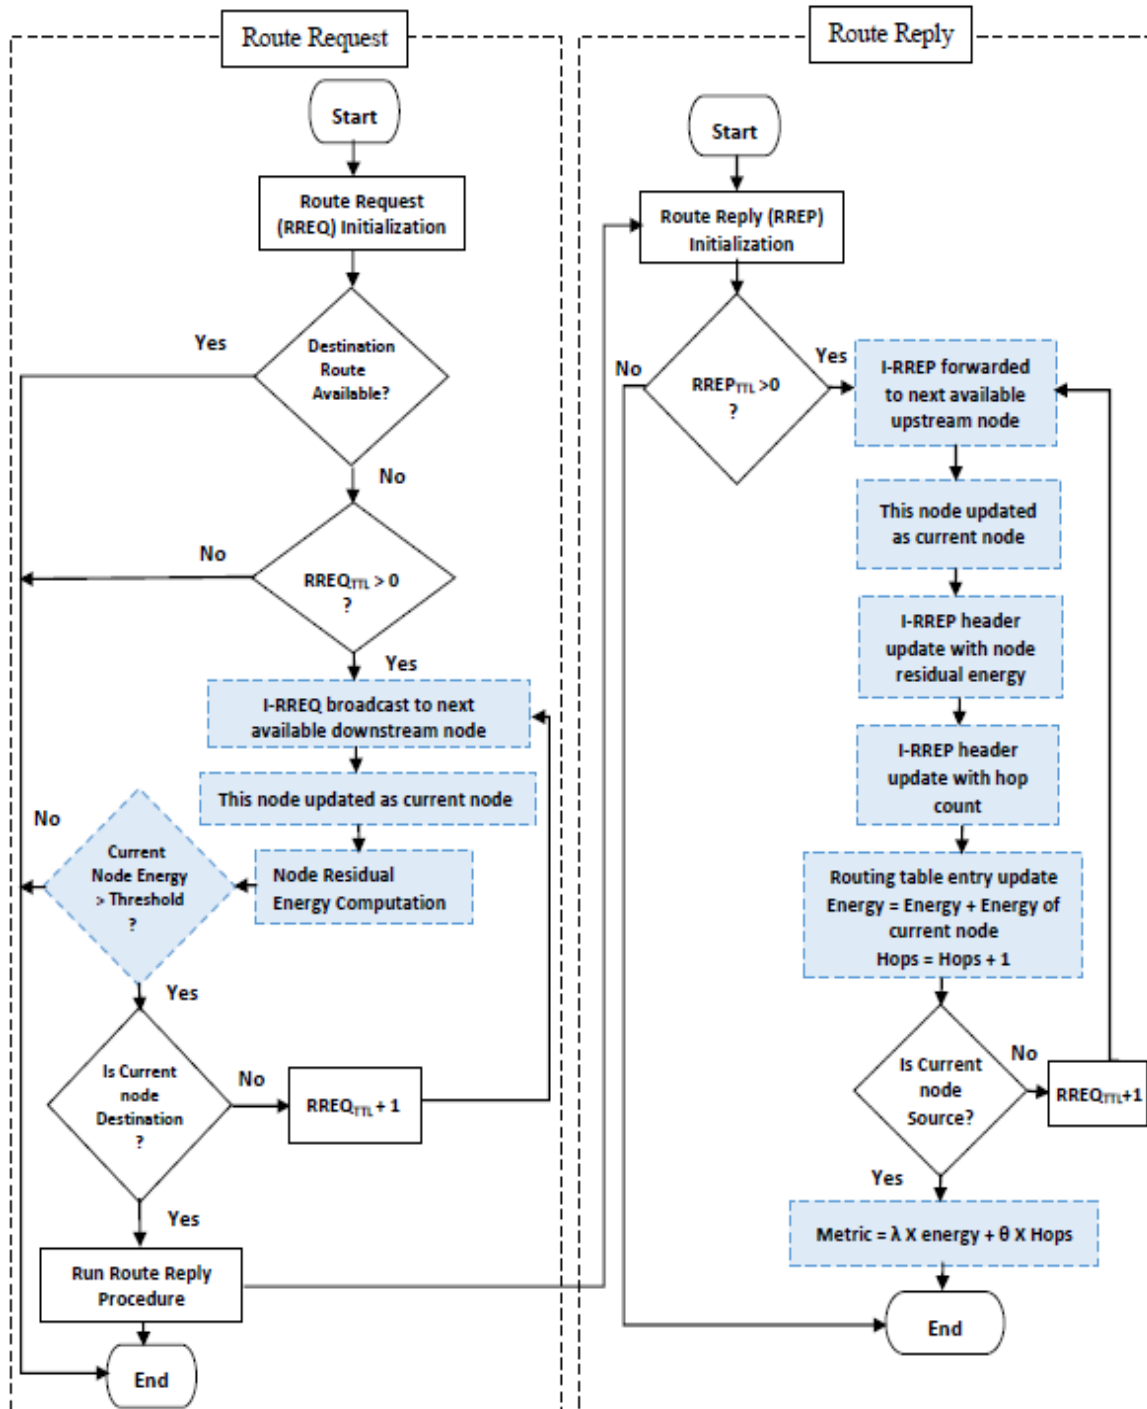 Route Request
Start
Route Request
(RREQ) Initialization
Yes
Destination
Route
Available?
No
No
RREQTTL > 0
?
Yes
I-RREQ broadcast to next
available downstream node
This node updated as current node
No
Current
Node Energy
> Threshold
?
Node Residual
Energy Computation
Yes
Is Current
node
Destination
?
No
RREQTTL + 1
Yes
Run Route Reply
Procedure
End
Route Reply
Start
Route Reply (RREP)
Initialization
No
RREPTTL >0
?
Yes
I-RREP forwarded
to next available
upstream node
This node updated
as current node
I-RREP header
update with node
residual energy
I-RREP header
update with hop
count
Routing table entry update
Energy = Energy + Energy of
current node
Hops = Hops + 1
Is Current
node
Source?
No
RREQTTL+1
Yes
Metric = λ X energy + θ X Hops
End